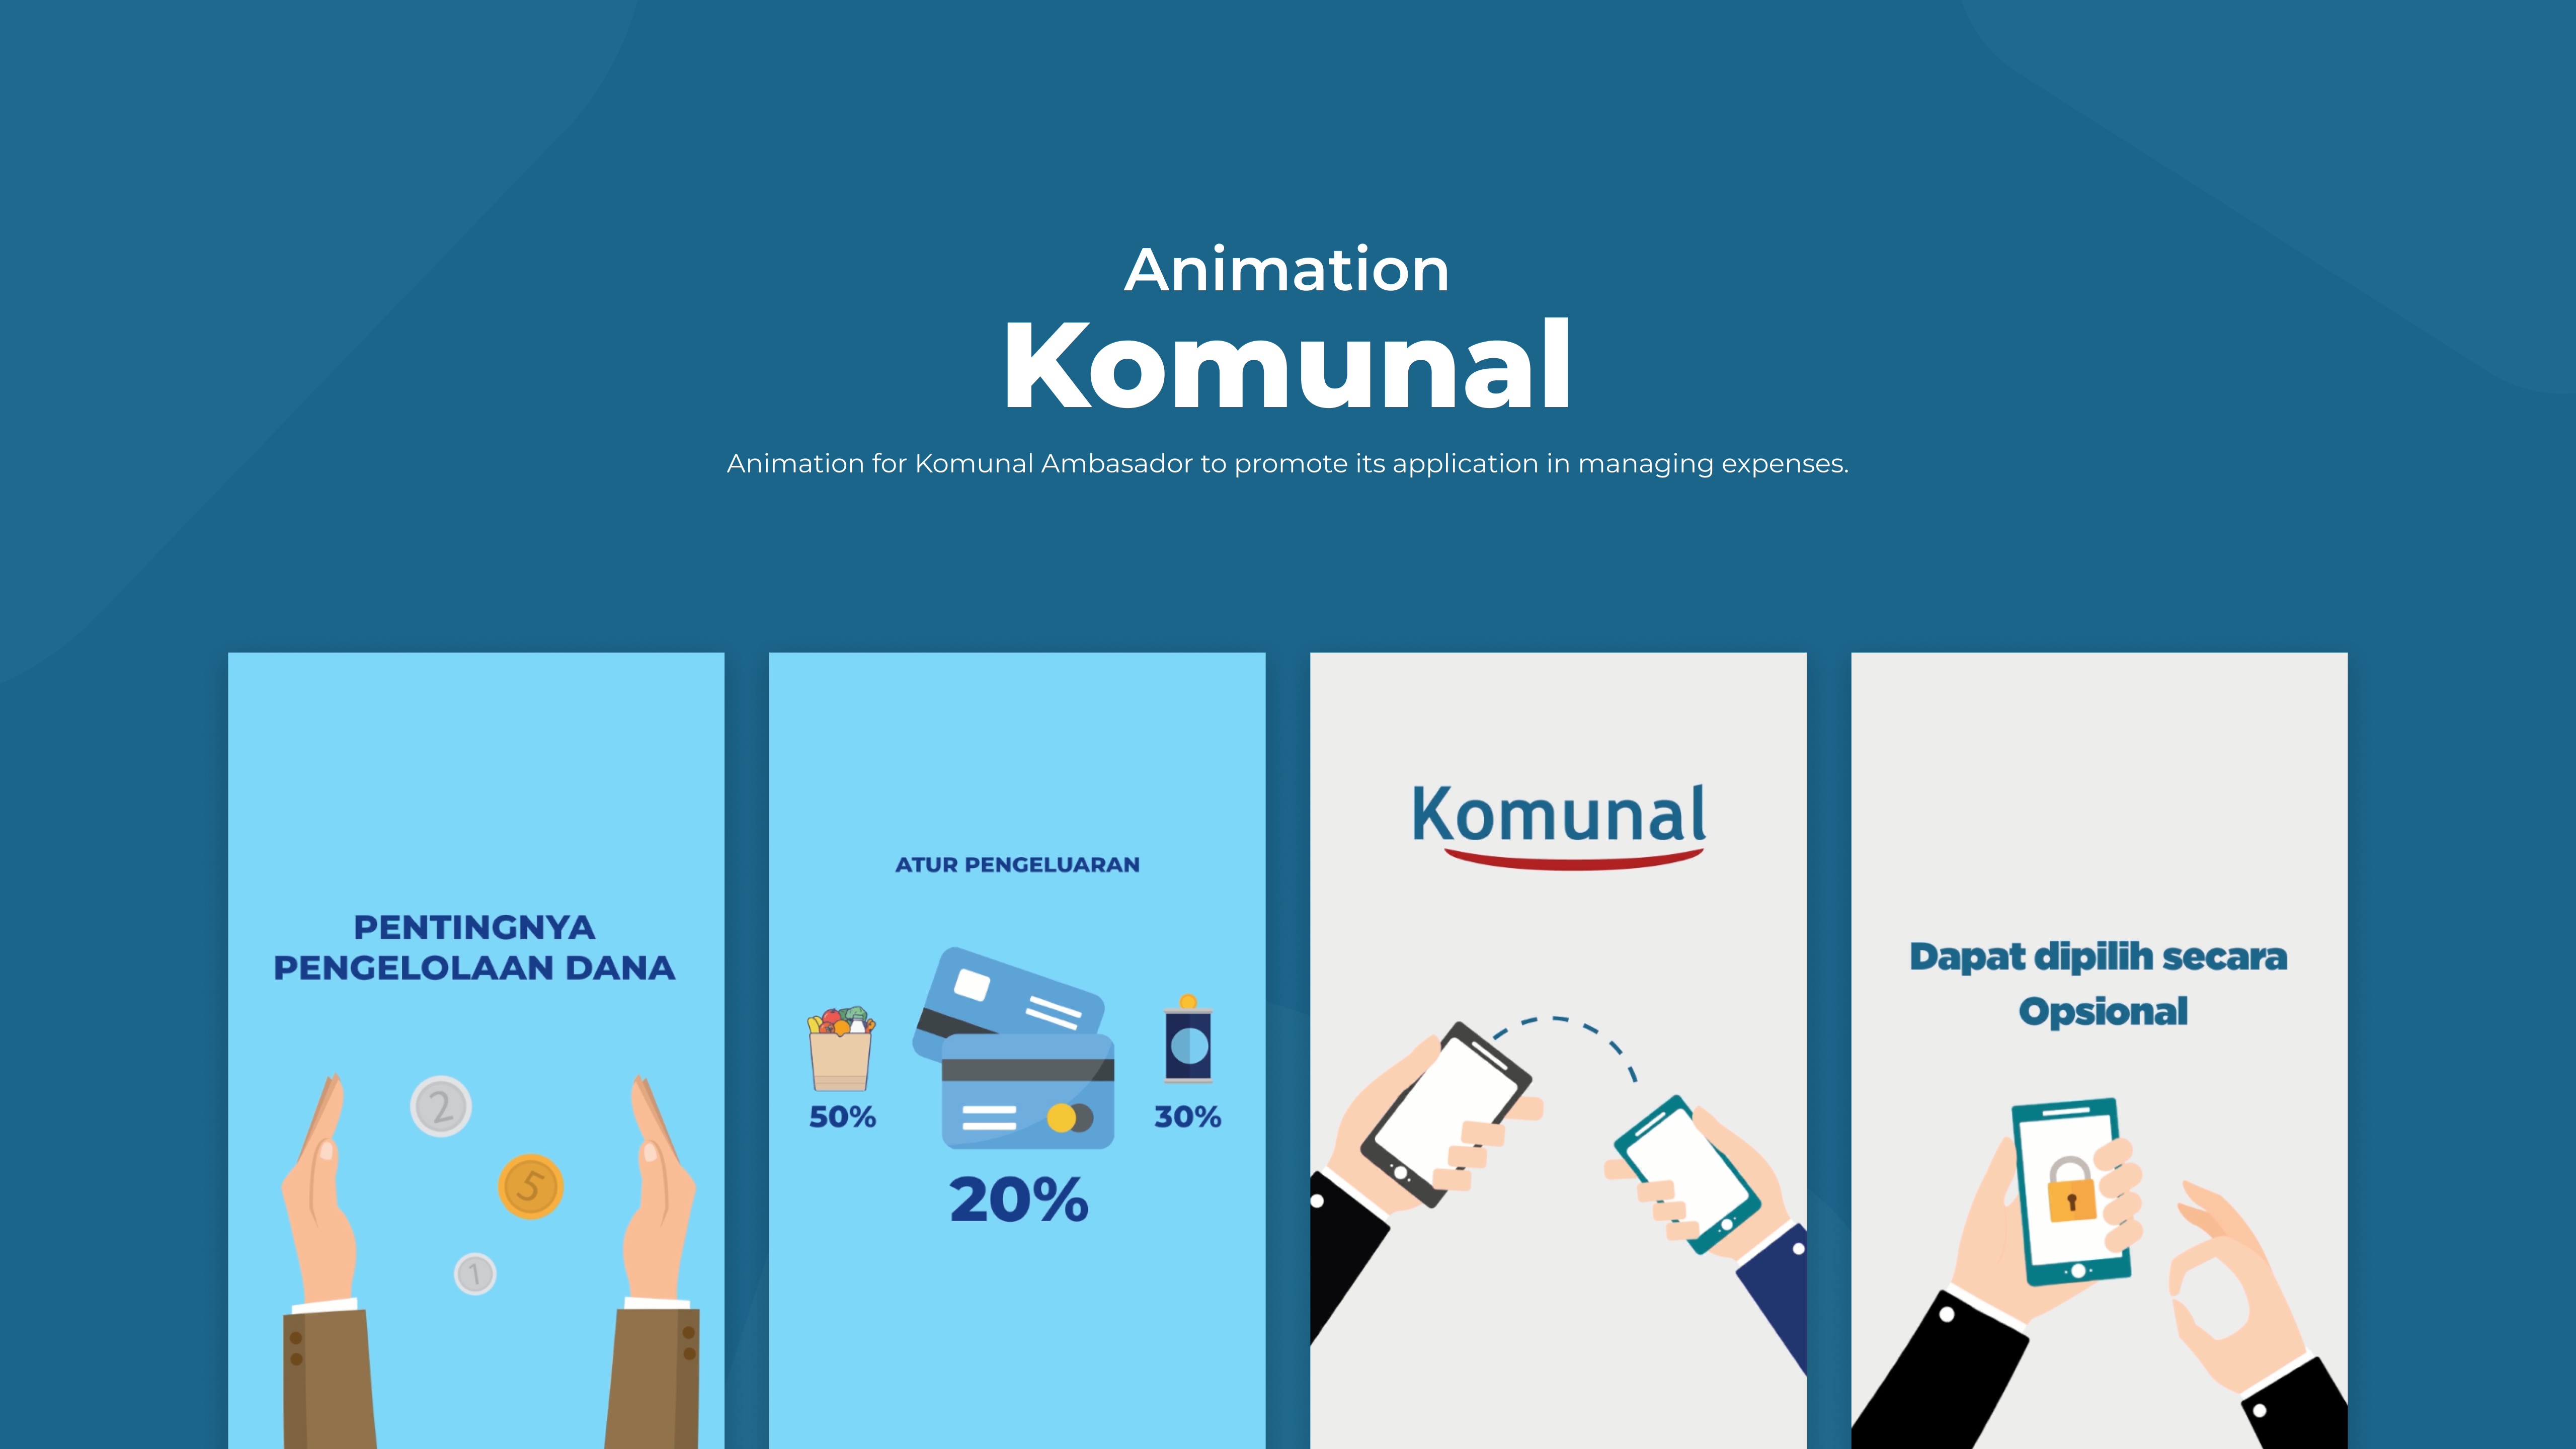 Animation
Komunal
Animation for Komunal Ambasador to promote its application in managing expenses.
PENTINGNYA
PENGELOLAAN DANA
2
5
1
ATUR PENGELUARAN
50%
30%
20%
Komunal
Dapat dipilih secara
Opsional